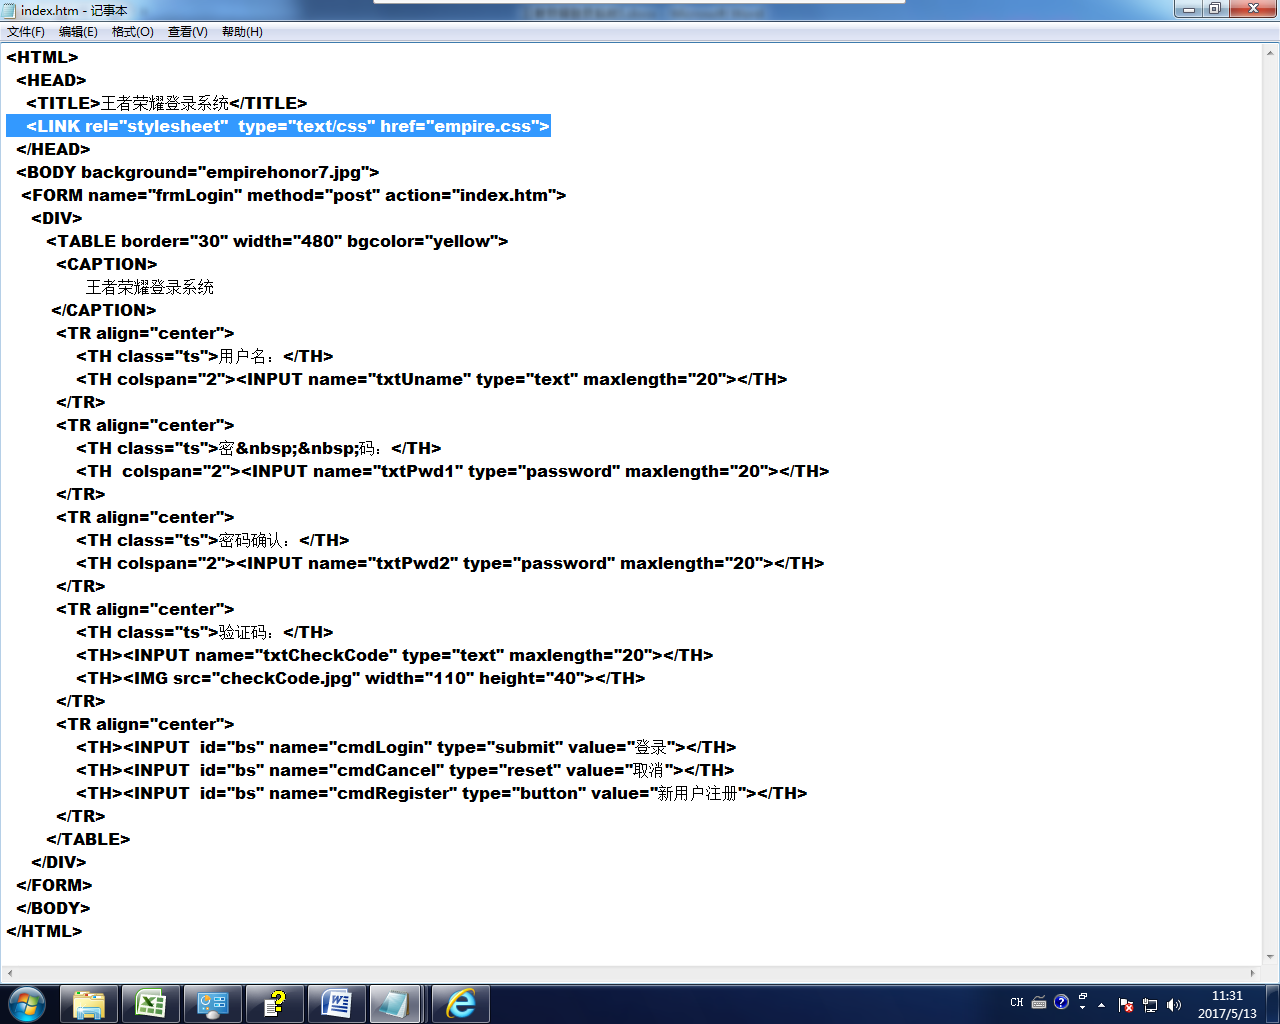 index.htm - 记事本
文件(F) 编辑(E) 格式(O) 查看(V) 帮助(H)
<HTML>
<HEAD>
<TITLE>王者荣耀登录系统</TITLE>
<LINK rel="stylesheet"  type="text/css" href="empire.css">
</HEAD>
<BODY background="empirehonor7.jpg">
<FORM name="frmLogin" method="post" action="index.htm">
<DIV>
<TABLE border="30" width="480" bgcolor="yellow">
<CAPTION>
王者荣耀登录系统
</CAPTION>
<TR align="center">
<TH class="ts">用户名：</TH>
<TH colspan="2"><INPUT name="txtUname" type="text" maxlength="20"></TH>
</TR>
<TR align="center">
<TH class="ts">密&nbsp;&nbsp;码：</TH>
<TH  colspan="2"><INPUT name="txtPwd1" type="password" maxlength="20"></TH>
</TR>
<TR align="center">
<TH class="ts">密码确认：</TH>
<TH colspan="2"><INPUT name="txtPwd2" type="password" maxlength="20"></TH>
</TR>
<TR align="center">
<TH class="ts">验证码：</TH>
<TH><INPUT name="txtCheckCode" type="text" maxlength="20"></TH>
<TH><IMG src="checkCode.jpg" width="110" height="40"></TH>
</TR>
<TR align="center">
<TH><INPUT  id="bs" name="cmdLogin" type="submit" value="登录"></TH>
<TH><INPUT  id="bs" name="cmdCancel" type="reset" value="取消"></TH>
<TH><INPUT  id="bs" name="cmdRegister" type="button" value="新用户注册"></TH>
</TR>
</TABLE>
</DIV>
</FORM>
</BODY>
</HTML>
CH
11:31
2017/5/13